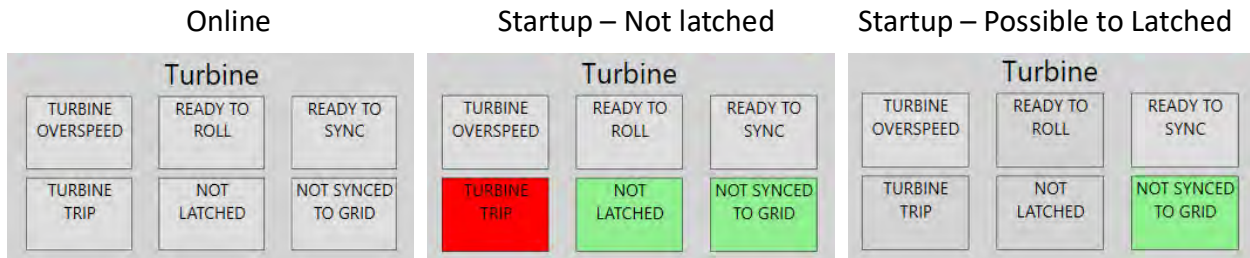 Online
Startup – Not latched
Startup – Possible to Latched
Turbine
TURBINE
OVERSPEED
READY TO
ROLL
READY TO
SYNC
TURBINE
TRIP
NOT
LATCHED
NOT SYNCED
TO GRID
Turbine
TURBINE
OVERSPEED
READY TO
ROLL
READY TO
SYNC
TURBINE
TRIP
NOT
LATCHED
NOT SYNCED
TO GRID
Turbine
TURBINE
OVERSPEED
READY TO
ROLL
READY TO
SYNC
TURBINE
TRIP
NOT
LATCHED
NOT SYNCED
TO GRID